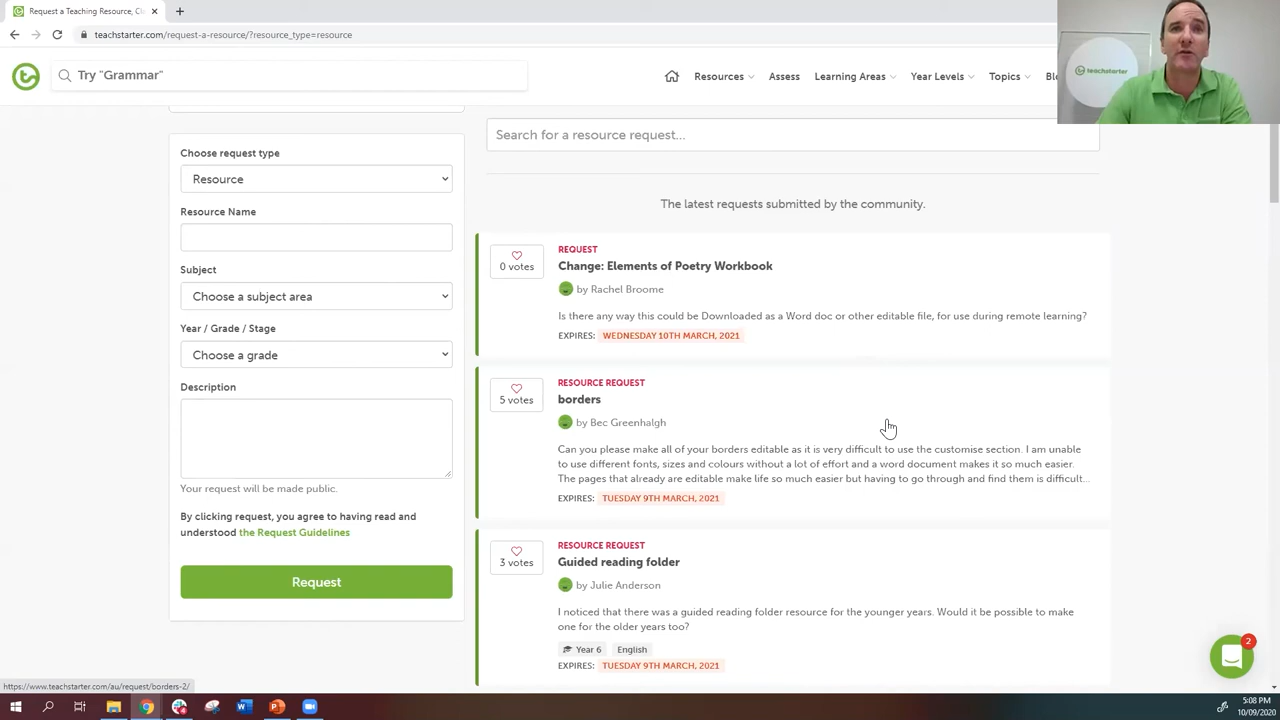 Request a Teaching Resource, Cl
teachstarter.com/request-a-resource/?resource_type=resource
Try "Grammar"
Resources
Assess
Learning Areas
Year Levels
Topics
teachstarter
Choose request type
Resource
Resource Name
Subject
Choose a subject area
Year / Grade / Stage
Choose a grade
Description
Your request will be made public.
By clicking request, you agree to having read and
understood the Request Guidelines
Request
Search for a resource request...
The latest requests submitted by the community.
0 votes
REQUEST
Change: Elements of Poetry Workbook
by Rachel Broome
Is there any way this could be Downloaded as a Word doc or other editable file, for use during remote learning?
EXPIRES: WEDNESDAY 10TH MARCH, 2021
5 votes
RESOURCE REQUEST
borders
by Bec Greenhalgh
Can you please make all of your borders editable as it is very difficult to use the customise section. I am unable
to use different fonts, sizes and colours without a lot of effort and a word document makes it so much easier.
The pages that already are editable make life so much easier but having to go through and find them is difficult...
EXPIRES: TUESDAY 9TH MARCH, 2021
3 votes
RESOURCE REQUEST
Guided reading folder
by Julie Anderson
I noticed that there was a guided reading folder resource for the younger years. Would it be possible to make
one for the older years too?
Year 6 English
EXPIRES: TUESDAY 9TH MARCH, 2021
2
https://www.teachstarter.com/au/request/borders-2/
5:08 PM
10/09/2020